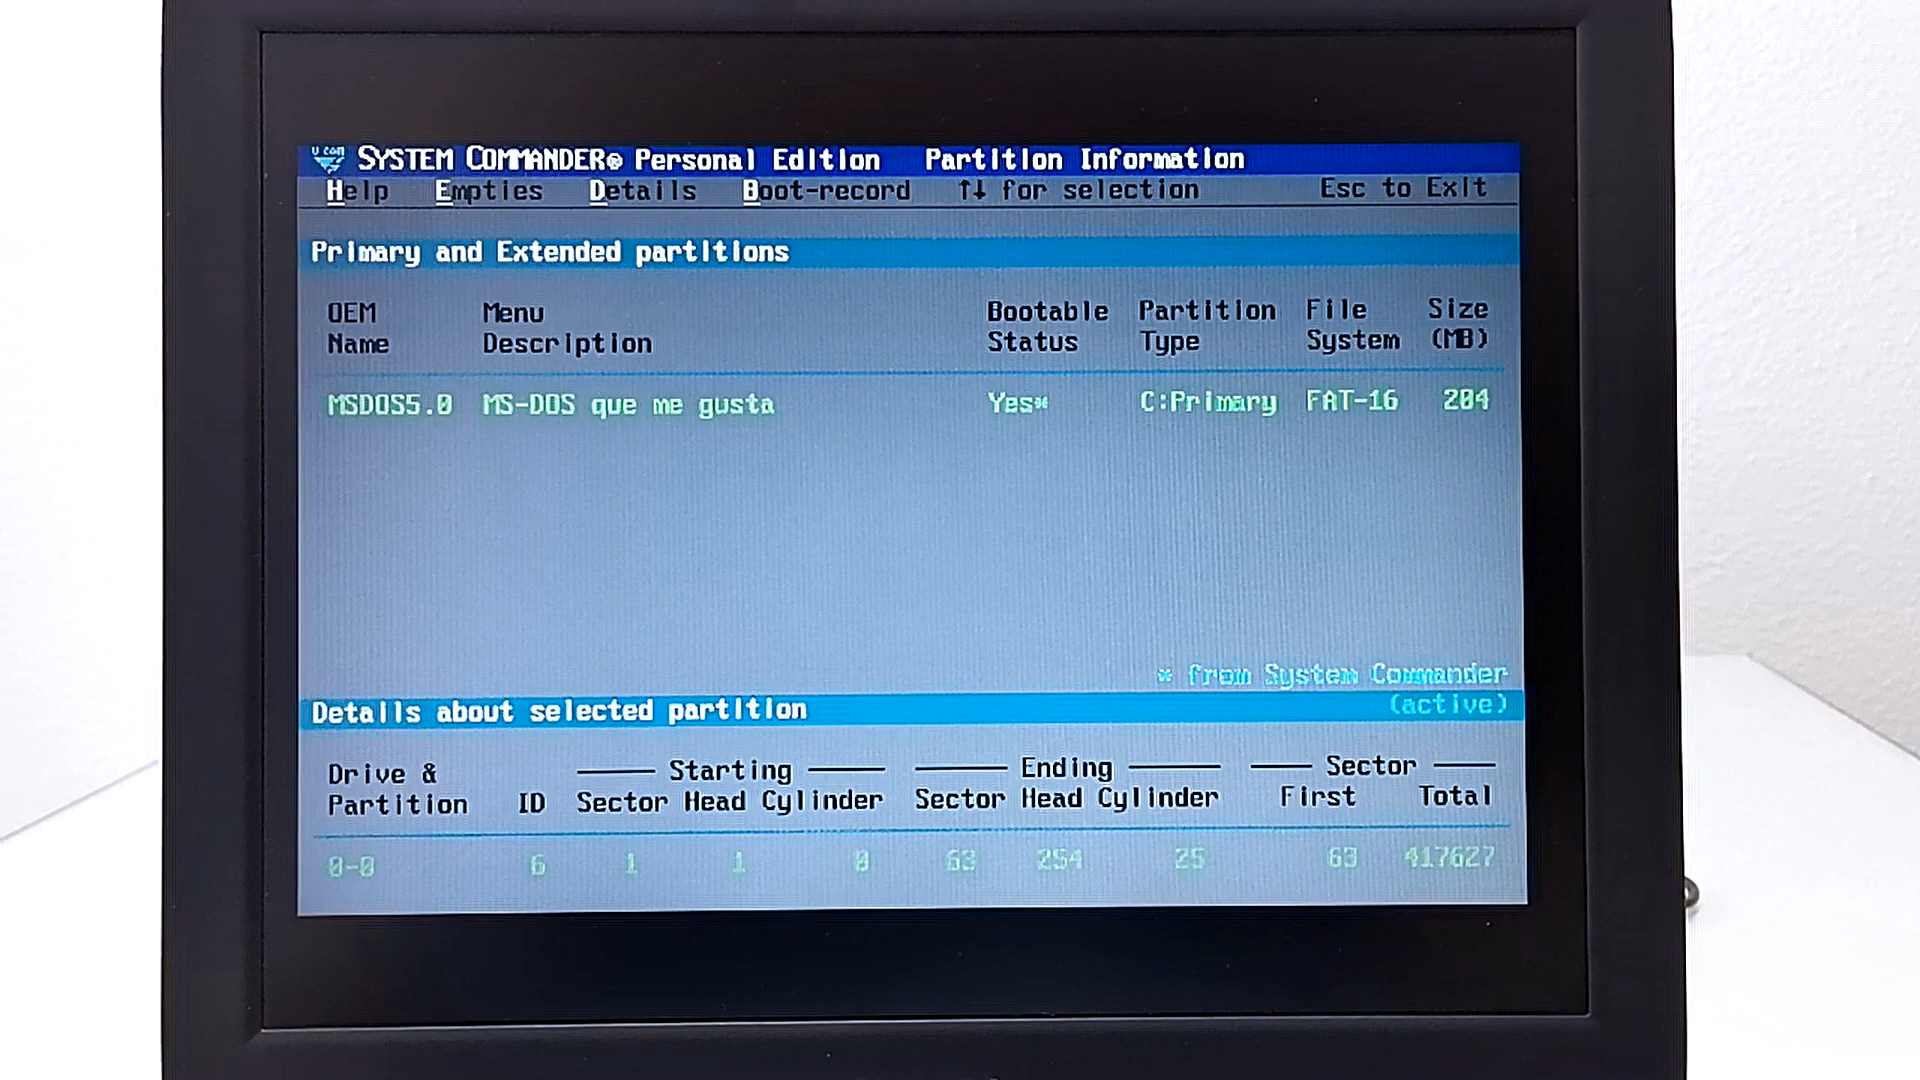 V com SYSTEM COMMANDER® Personal Edition Partition Information
Help Empties Details Boot-record ↑↓ for selection Esc to Exit
Primary and Extended partitions
OEM Menu Bootable Partition File Size
Name Description Status Type System (MB)
MSDOS5.0 MS-DOS que me gusta Yes* C:Primary FAT-16 204
* from System Commander
Details about selected partition (active)
Drive & Starting Ending Sector
Partition ID Sector Head Cylinder Sector Head Cylinder First Total
0-0 6 1 1 0 63 254 25 63 417627